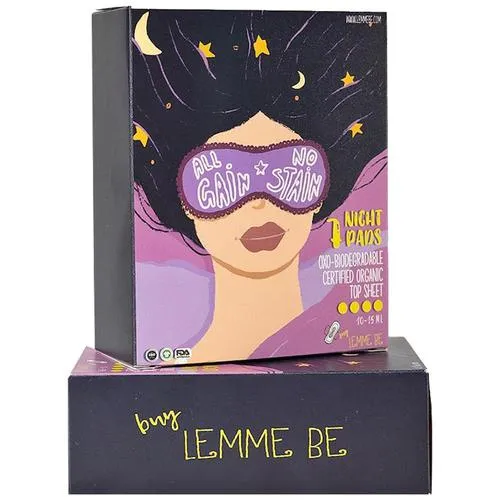 WWW.LEMMEBE.COM
ALL NO
GAIN STAIN
7 NIGHT
PADS
OXO-BIODEGRADABLE
CERTIFIED ORGANIC
TOP SHEET
10-15 ML
LEMME BE
FDA
buy
LEMME BE